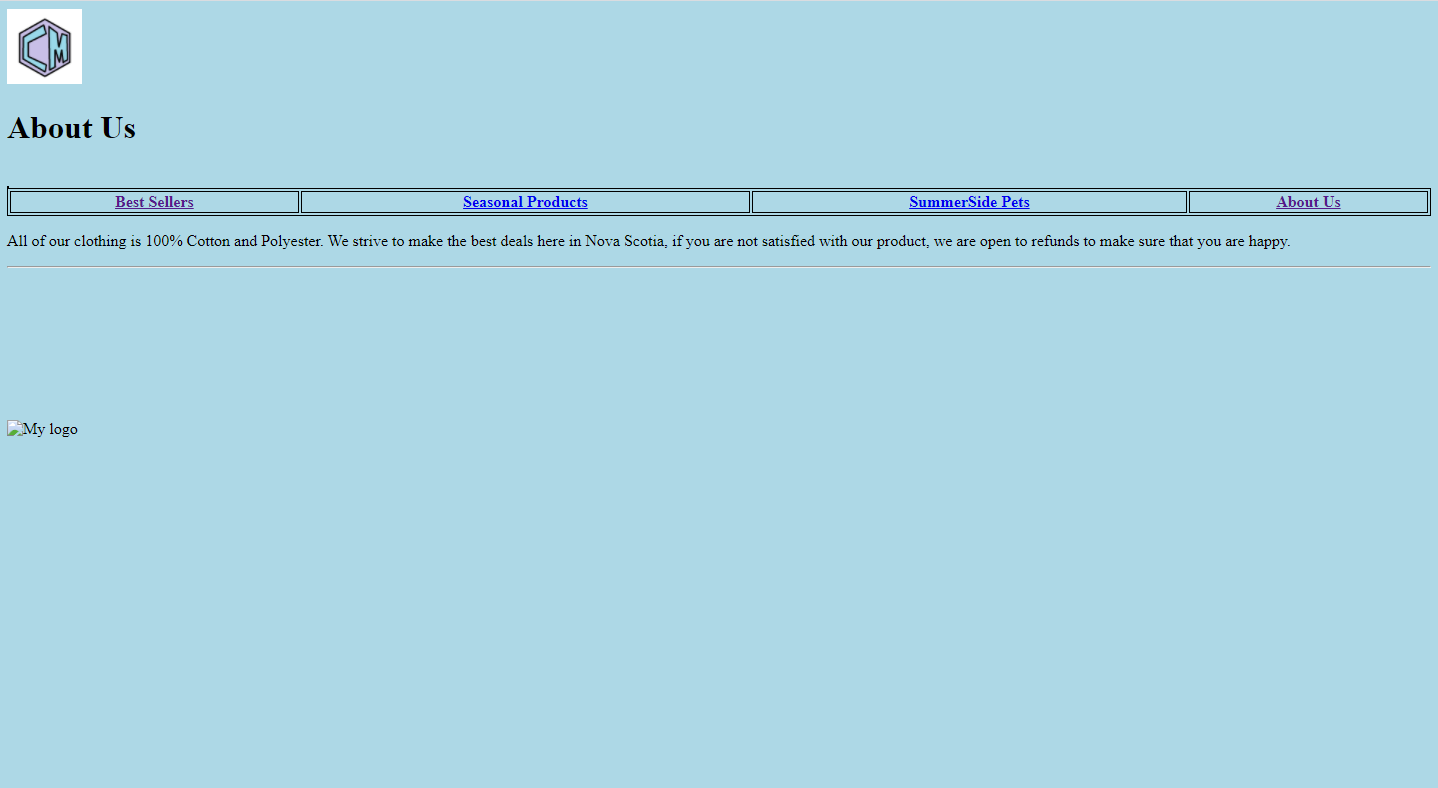 CVM
About Us
Best Sellers Seasonal Products SummerSide Pets About Us
All of our clothing is 100% Cotton and Polyester. We strive to make the best deals here in Nova Scotia, if you are not satisfied with our product, we are open to refunds to make sure that you are happy.
My logo